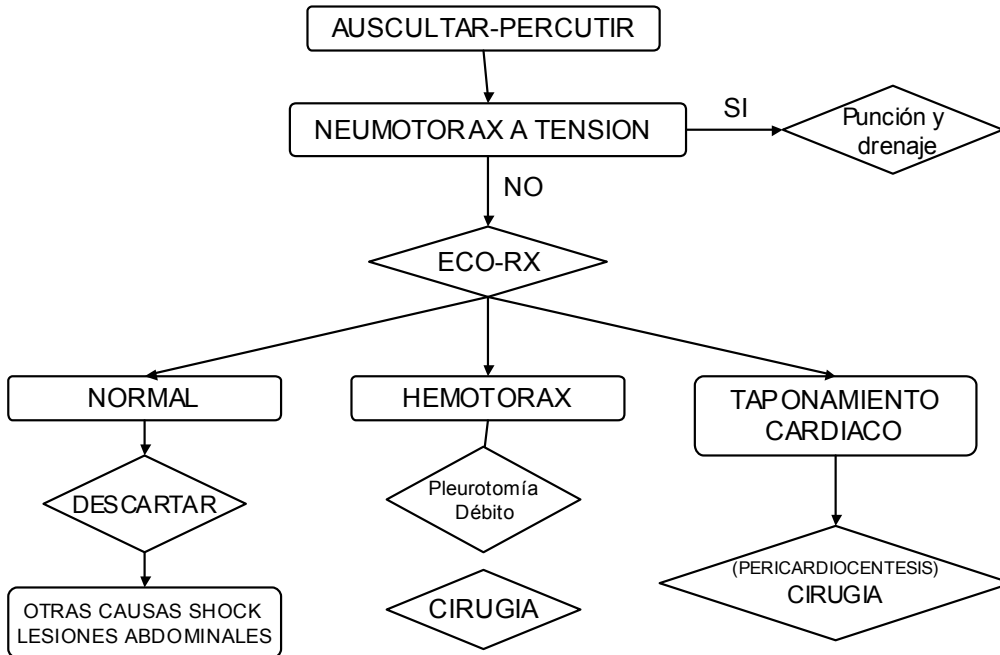 AUSCULTAR-PERCUTIR
NEUMOTORAX A TENSION
SI
Punción y
drenaje
NO
ECO-RX
NORMAL
HEMOTORAX
TAPONAMIENTO
CARDIACO
DESCARTAR
Pleurotomía
Débito
(PERICARDIOCENTESIS)
CIRUGIA
OTRAS CAUSAS SHOCK
LESIONES ABDOMINALES
CIRUGIA